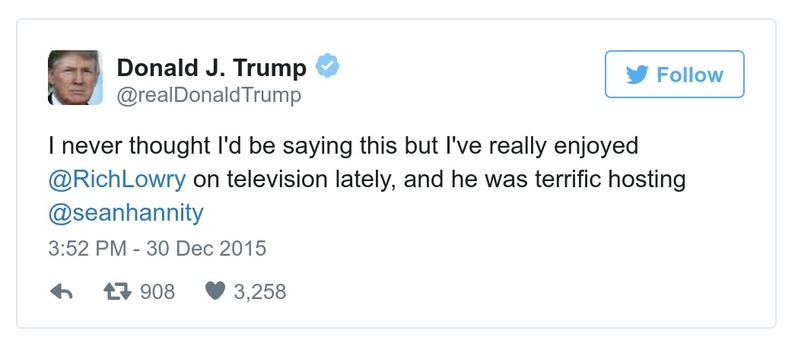 Donald J. Trump
@realDonaldTrump
Follow
I never thought I'd be saying this but I've really enjoyed
@RichLowry on television lately, and he was terrific hosting
@seanhannity
3:52 PM - 30 Dec 2015
908 3,258